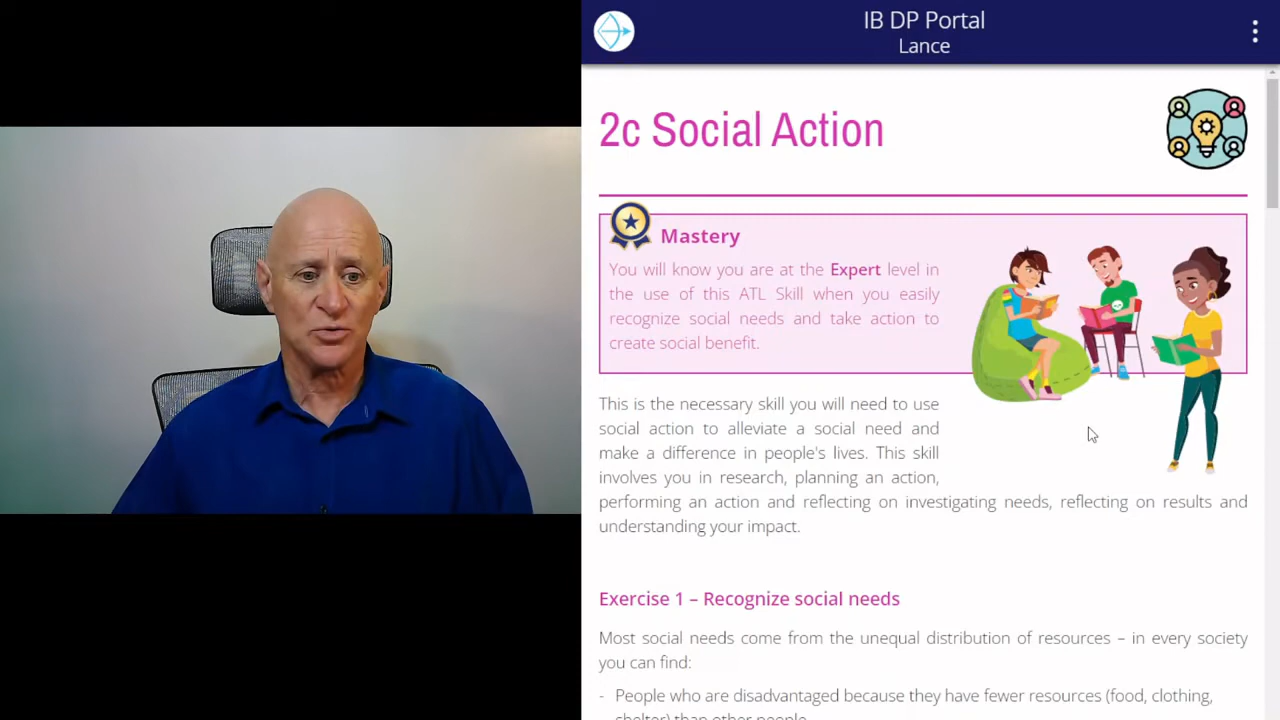 IB DP Portal
Lance
2c Social Action
Mastery
You will know you are at the Expert level in
the use of this ATL Skill when you easily
recognize social needs and take action to
create social benefit.
This is the necessary skill you will need to use
social action to alleviate a social need and
make a difference in people's lives. This skill
involves you in research, planning an action,
performing an action and reflecting on investigating needs, reflecting on results and
understanding your impact.
Exercise 1 – Recognize social needs
Most social needs come from the unequal distribution of resources – in every society
you can find:
- People who are disadvantaged because they have fewer resources (food, clothing,
shelter) than other people